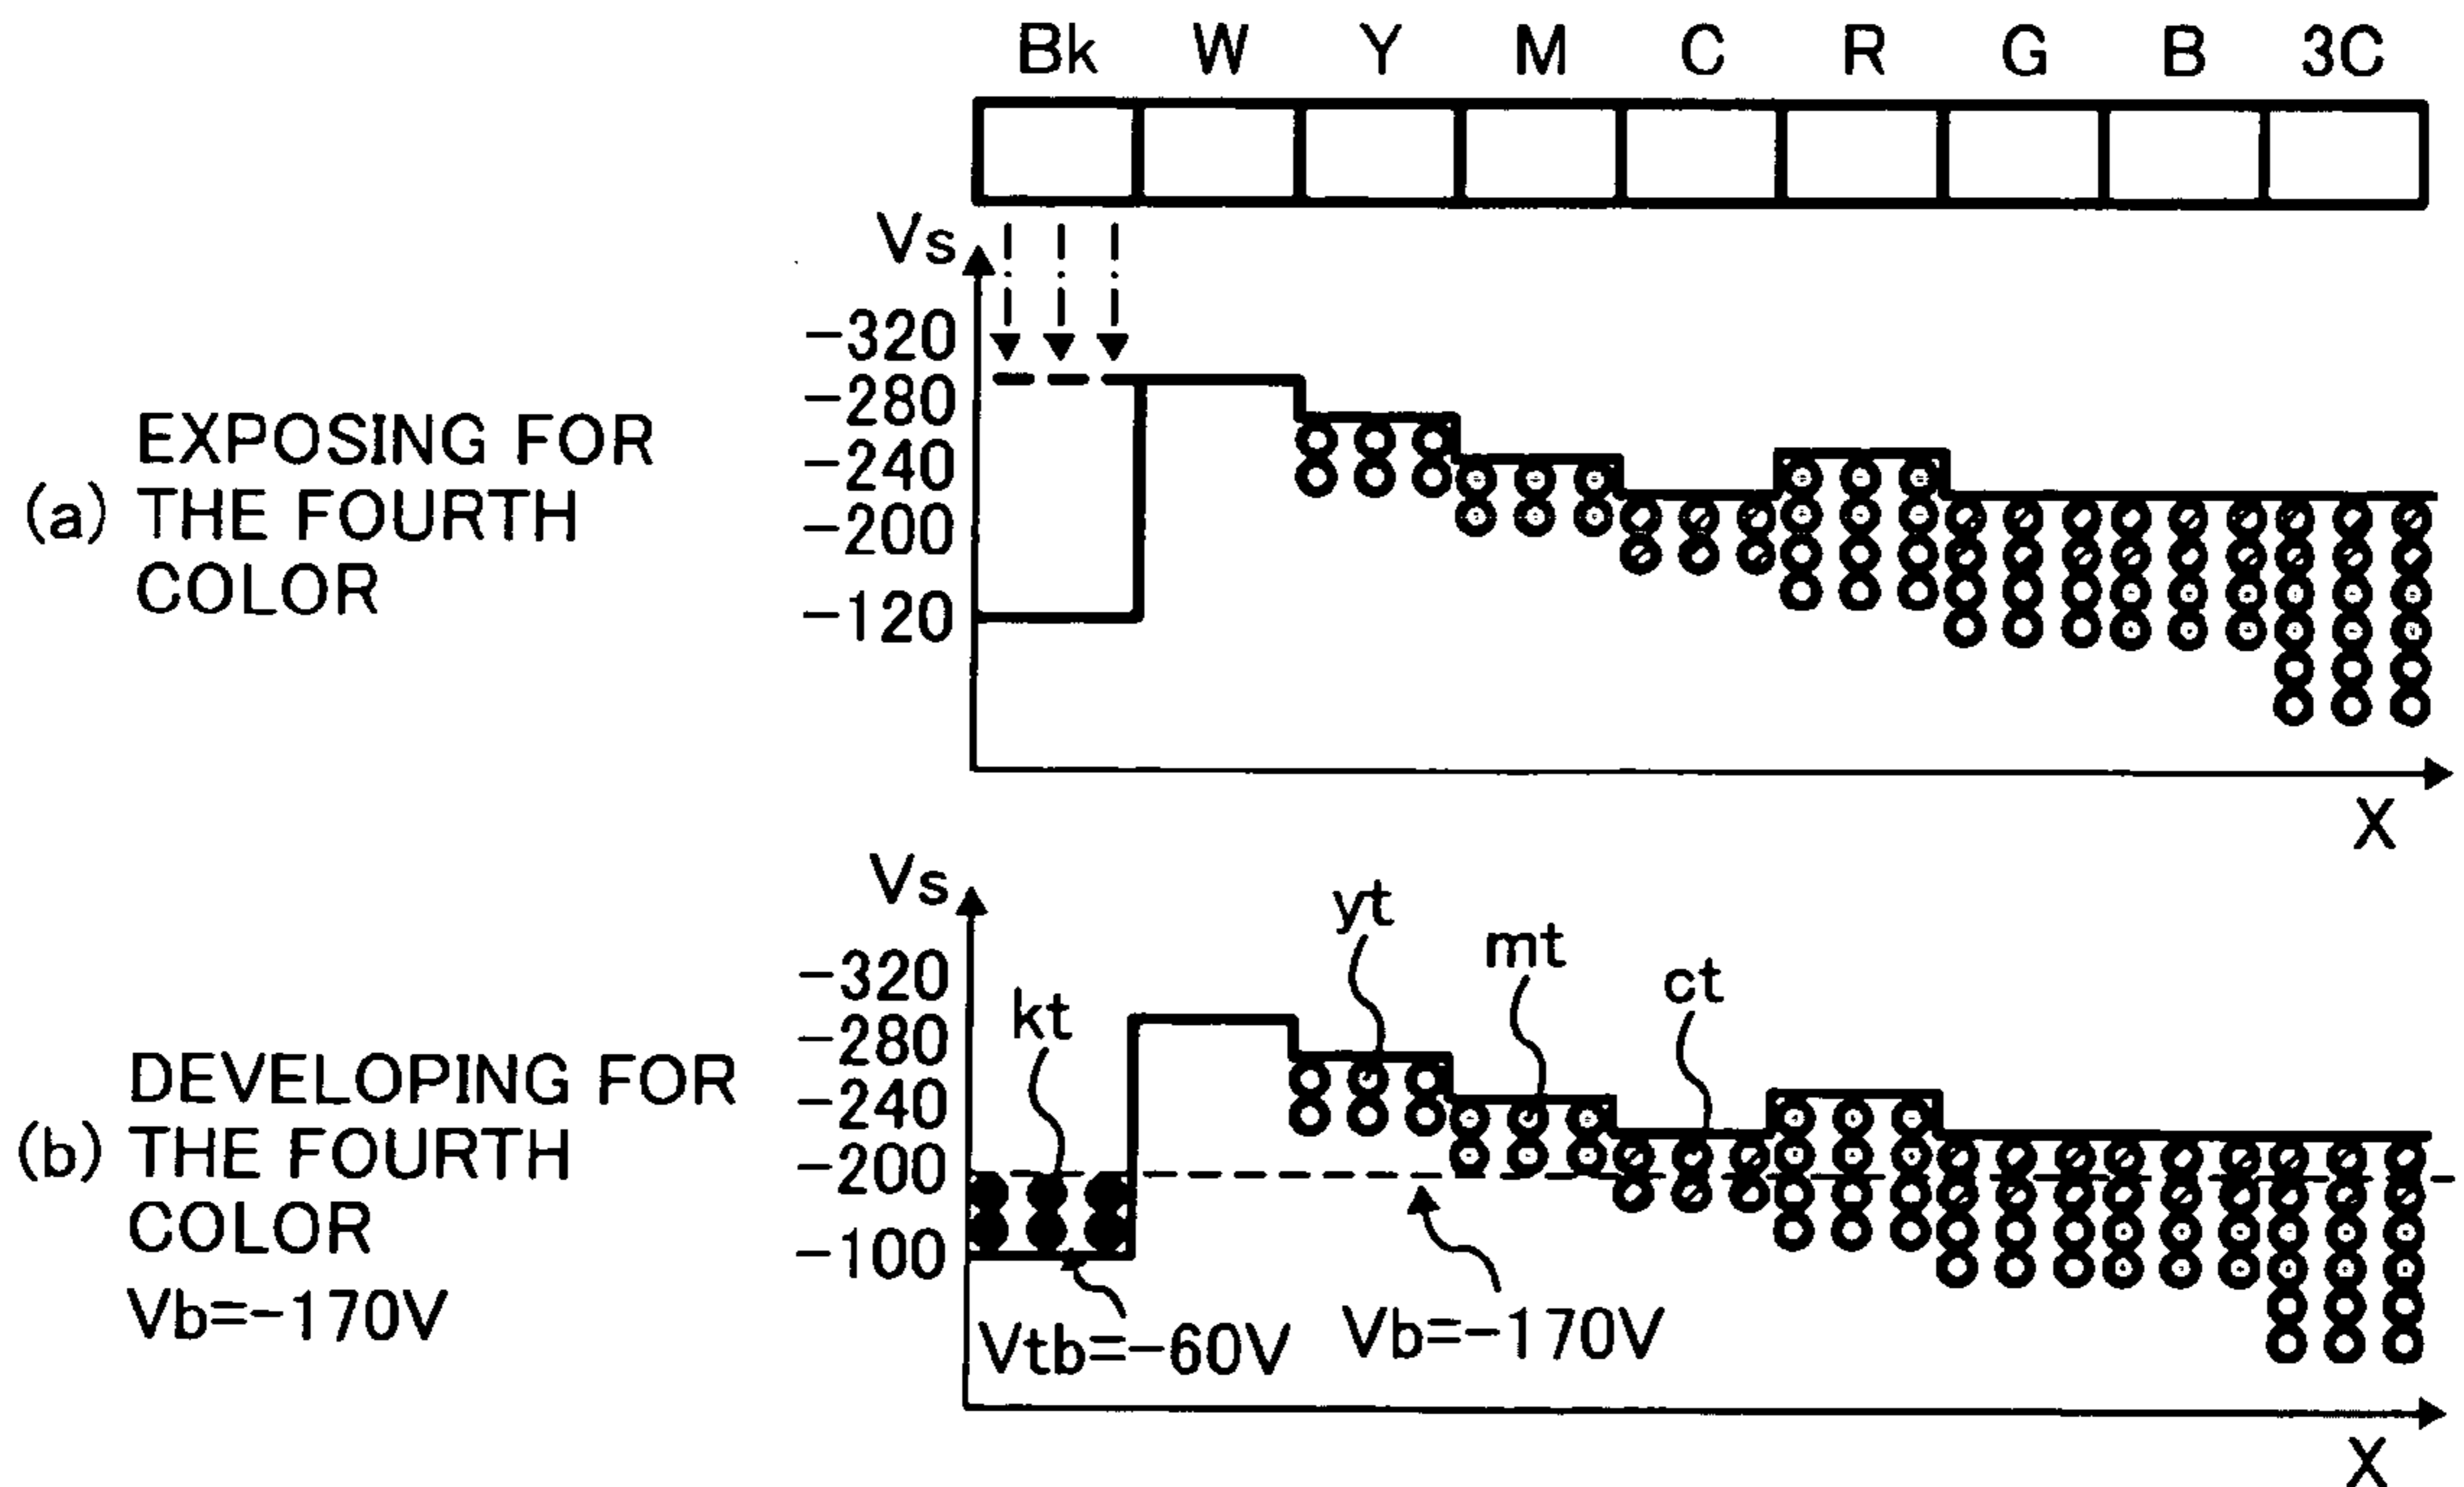 Bk W Y M C R G B 3C
Vs
-320
-280
-240
-200
-120
(a) EXPOSING FOR
THE FOURTH
COLOR
X
Vs
-320
-280
-240
-200
-100
kt
yt
mt
ct
(b) DEVELOPING FOR
THE FOURTH
COLOR
Vb=-170V
Vtb=-60V
Vb=-170V
X